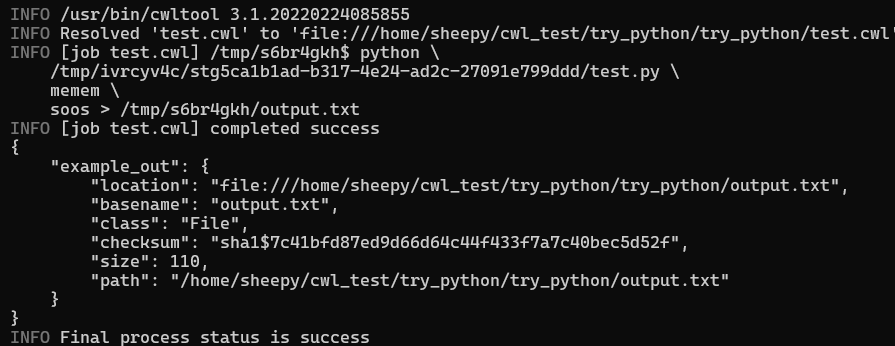 INFO /usr/bin/cwltool 3.1.20220224085855
INFO Resolved 'test.cwl' to 'file:///home/sheepy/cwl_test/try_python/try_python/test.cwl'
INFO [job test.cwl] /tmp/s6br4gkh$ python \
    /tmp/ivrcyv4c/stg5ca1b1ad-b317-4e24-ad2c-27091e799ddd/test.py \
    memem \
    soos > /tmp/s6br4gkh/output.txt
INFO [job test.cwl] completed success
{
    "example_out": {
        "location": "file:///home/sheepy/cwl_test/try_python/try_python/output.txt",
        "basename": "output.txt",
        "class": "File",
        "checksum": "sha1$7c41bfd87ed9d66d64c44f433f7a7c40bec5d52f",
        "size": 110,
        "path": "/home/sheepy/cwl_test/try_python/try_python/output.txt"
    }
}
INFO Final process status is success